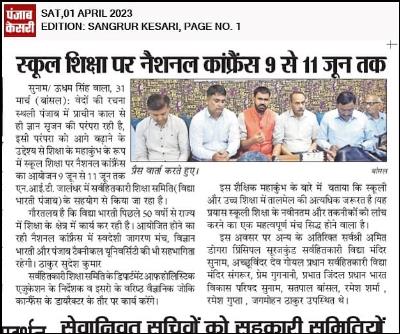 पंजाब
केसरी
SAT,01 APRIL 2023
EDITION: SANGRUR KESARI, PAGE NO. 1
स्कूल शिक्षा पर नैशनल कांफ्रैंस 9 से 11 जून तक
सुनाम/ ऊधम सिंह वाला, 31
मार्च (बांसल): वेदों की रचना
स्थली पंजाब में प्राचीन काल से
ही ज्ञान सृजन की परंपरा रही है,
इसी परंपरा को आगे बढ़ाने के
उद्देश्य से शिक्षा के महाकुंभ के रूप
में स्कूल शिक्षा पर नैशनल कांफ्रैंस
का आयोजन 9 जून से 11 जून तक
एन.आई.टी. जालंधर में सर्वहितकारी शिक्षा समिति( विद्या
भारती पंजाब) के सहयोग से किया जा रहा है।
गौरतलब है कि विद्या भारती पिछले 50 वर्षों से राज्य
में शिक्षा के क्षेत्र में कार्य कर रही है। आयोजित होने जा
रही नैशनल कांफ्रैंस में स्वदेशी जागरण मंच, विज्ञान
भारती और पंजाब टैक्नीकल यूनिवर्सिटी की भी सहभागिता
रहेगी। ठाकुर सुदेश कुमार
सर्वहितकारी शिक्षा समिति के डिपार्टमेंट आफ होलिस्टिक
एजुकेशन के निर्देशक व इसरो के वरिष्ठ वैज्ञानिक जोकि
कान्फ्रैंस के डायरैक्टर के तौर पर कार्य करेंगे।
प्रैस वार्ता करते हुए।
बांसल
इस शैक्षिक महाकुंभ के बारे में बताया कि स्कूली
और उच्च शिक्षा में तालमेल की अत्यधिक जरूरत है (यह
प्रयास स्कूली शिक्षा के नवीनतम और तकनीकों को लांच
करने का एक महत्वपूर्ण मंच सिद्ध होने वाला है।
इस अवसर पर अन्य के अतिरिक्त सर्वश्री अमित
डोगरा प्रिंसिपल सूरजकुंड सर्वहितकारी विद्या मंदिर
सुनाम, अच्छुविंदर देव गोयल प्रधान सर्वहितकारी विद्या
मंदिर संगरूर, प्रेम गुगनानी, प्रभात जिंदल प्रधान भारत
विकास परिषद सुनाम, सतपाल बांसल, रमेश शर्मा ,
रमेश गुप्ता , जगमोहन ठाकुर उपस्थित थे।
सेवानिवृत सचिवों को सहकारी समितियों